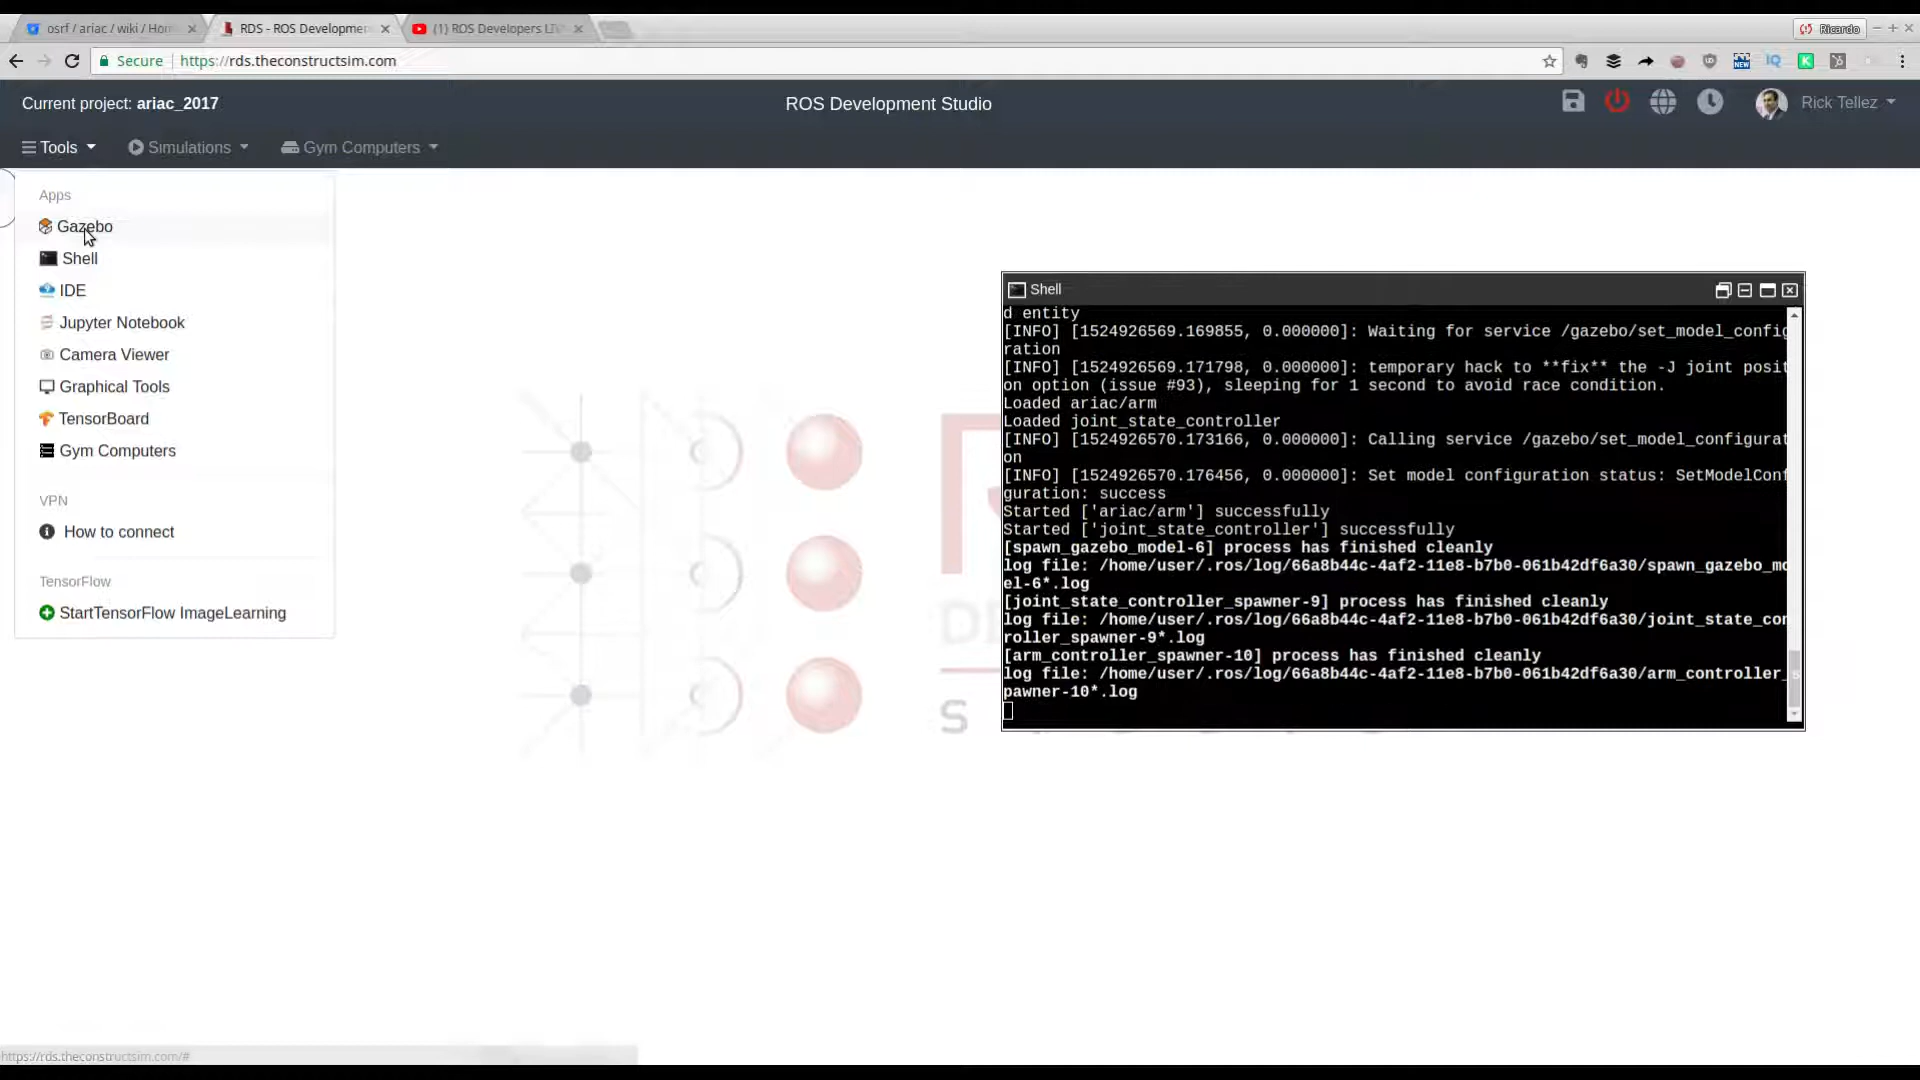 osrf / ariac / wiki / Hom
RDS - ROS Developmen
(1) ROS Developers LIV
Ricardo
Secure
https://rds.theconstructsim.com
NEW
IQ
K
Current project: ariac_2017
ROS Development Studio
Rick Tellez
Tools
Simulations
Gym Computers
Apps
Gazebo
Shell
IDE
Jupyter Notebook
Camera Viewer
Graphical Tools
TensorBoard
Gym Computers
VPN
How to connect
TensorFlow
StartTensorFlow ImageLearning
Shell
d entity
[INFO] [1524926569.169855, 0.000000]: Waiting for service /gazebo/set_model_config
ration
[INFO] [1524926569.171798, 0.000000]: temporary hack to **fix** the -J joint posit
on option (issue #93), sleeping for 1 second to avoid race condition.
Loaded ariac/arm
Loaded joint_state_controller
[INFO] [1524926570.173166, 0.000000]: Calling service /gazebo/set_model_configurat
on
[INFO] [1524926570.176456, 0.000000]: Set model configuration status: SetModelConf
guration: success
Started ['ariac/arm'] successfully
Started ['joint_state_controller'] successfully
[spawn_gazebo_model-6] process has finished cleanly
log file: /home/user/.ros/log/66a8b44c-4af2-11e8-b7b0-061b42df6a30/spawn_gazebo_mo
el-6*.log
[joint_state_controller_spawner-9] process has finished cleanly
log file: /home/user/.ros/log/66a8b44c-4af2-11e8-b7b0-061b42df6a30/joint_state_con
roller_spawner-9*.log
[arm_controller_spawner-10] process has finished cleanly
log file: /home/user/.ros/log/66a8b44c-4af2-11e8-b7b0-061b42df6a30/arm_controller_s
pawner-10*.log
https://rds.theconstructsim.com/#